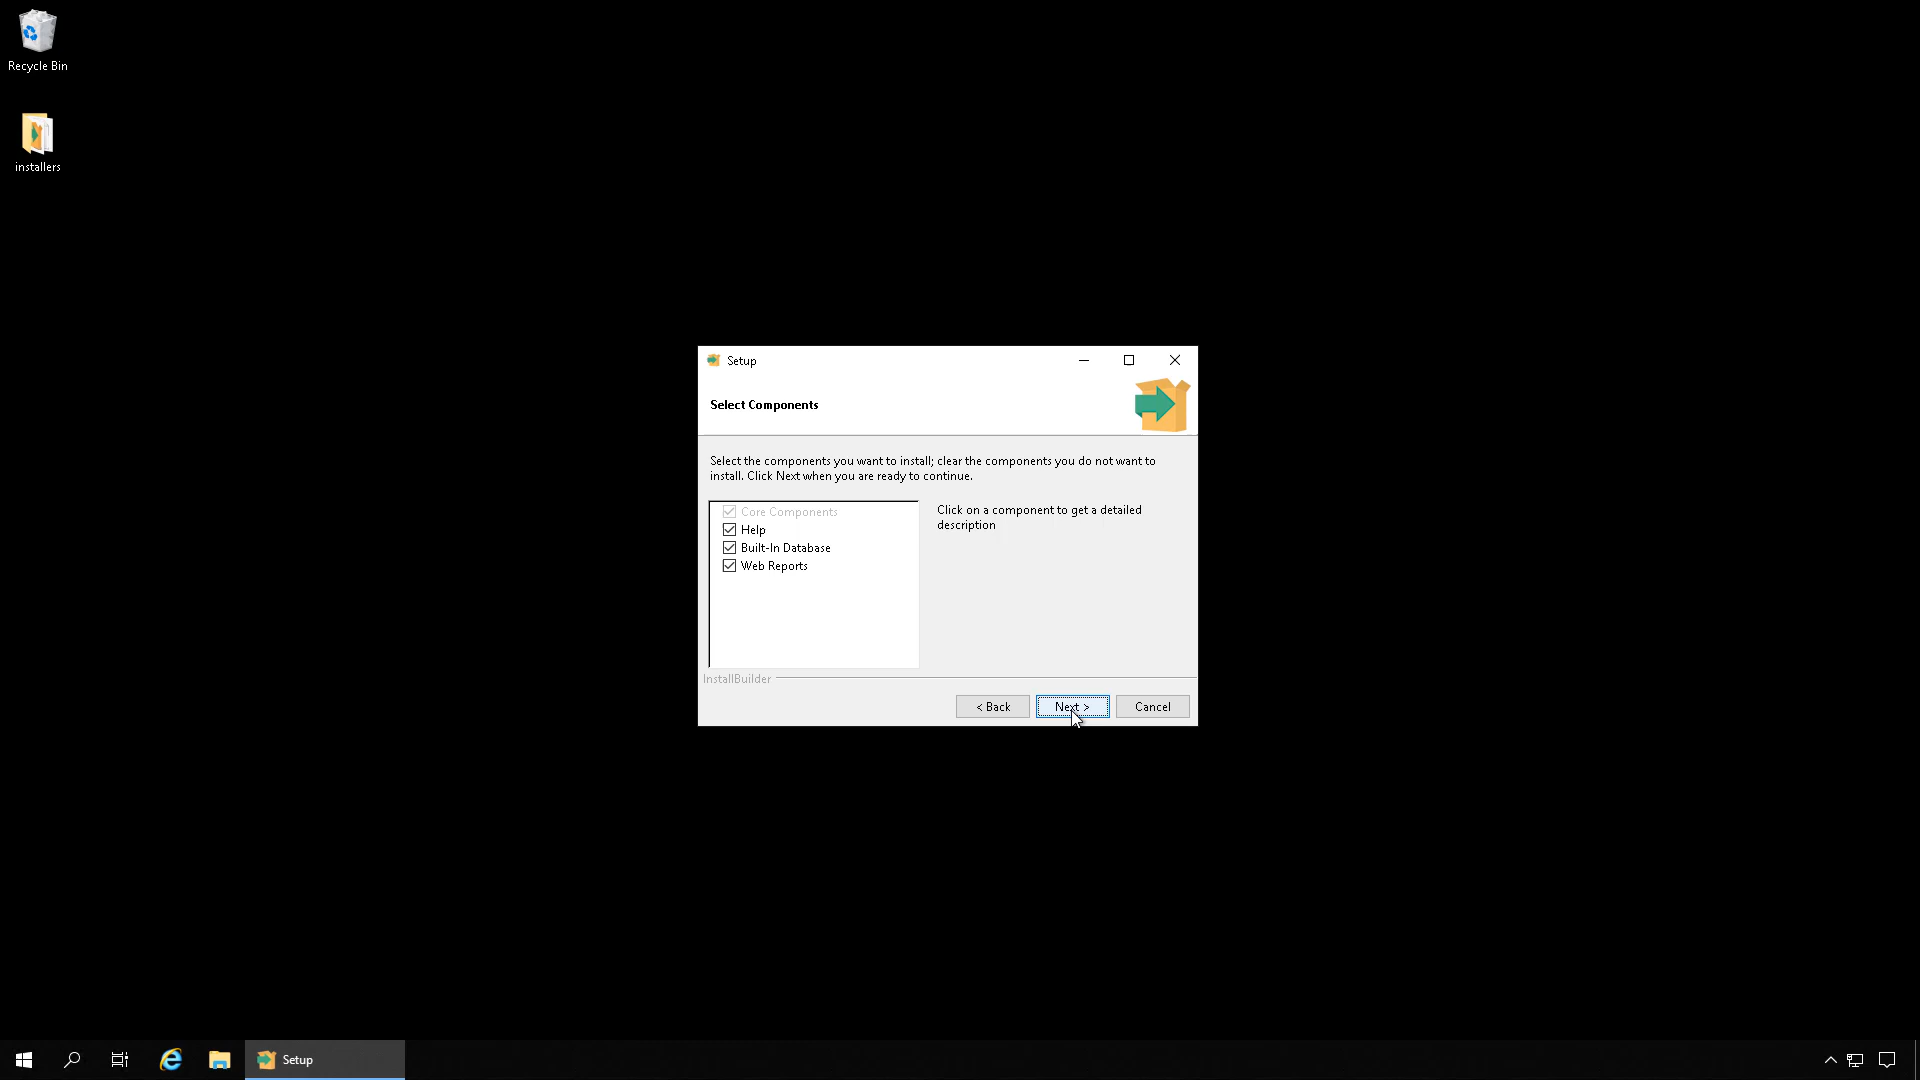 Recycle Bin
installers
Setup
Select Components
Select the components you want to install; clear the components you do not want to
install. Click Next when you are ready to continue.
Core Components
Help
Built-In Database
Web Reports
Click on a component to get a detailed
description
InstallBuilder
< Back
Next >
Cancel
Setup